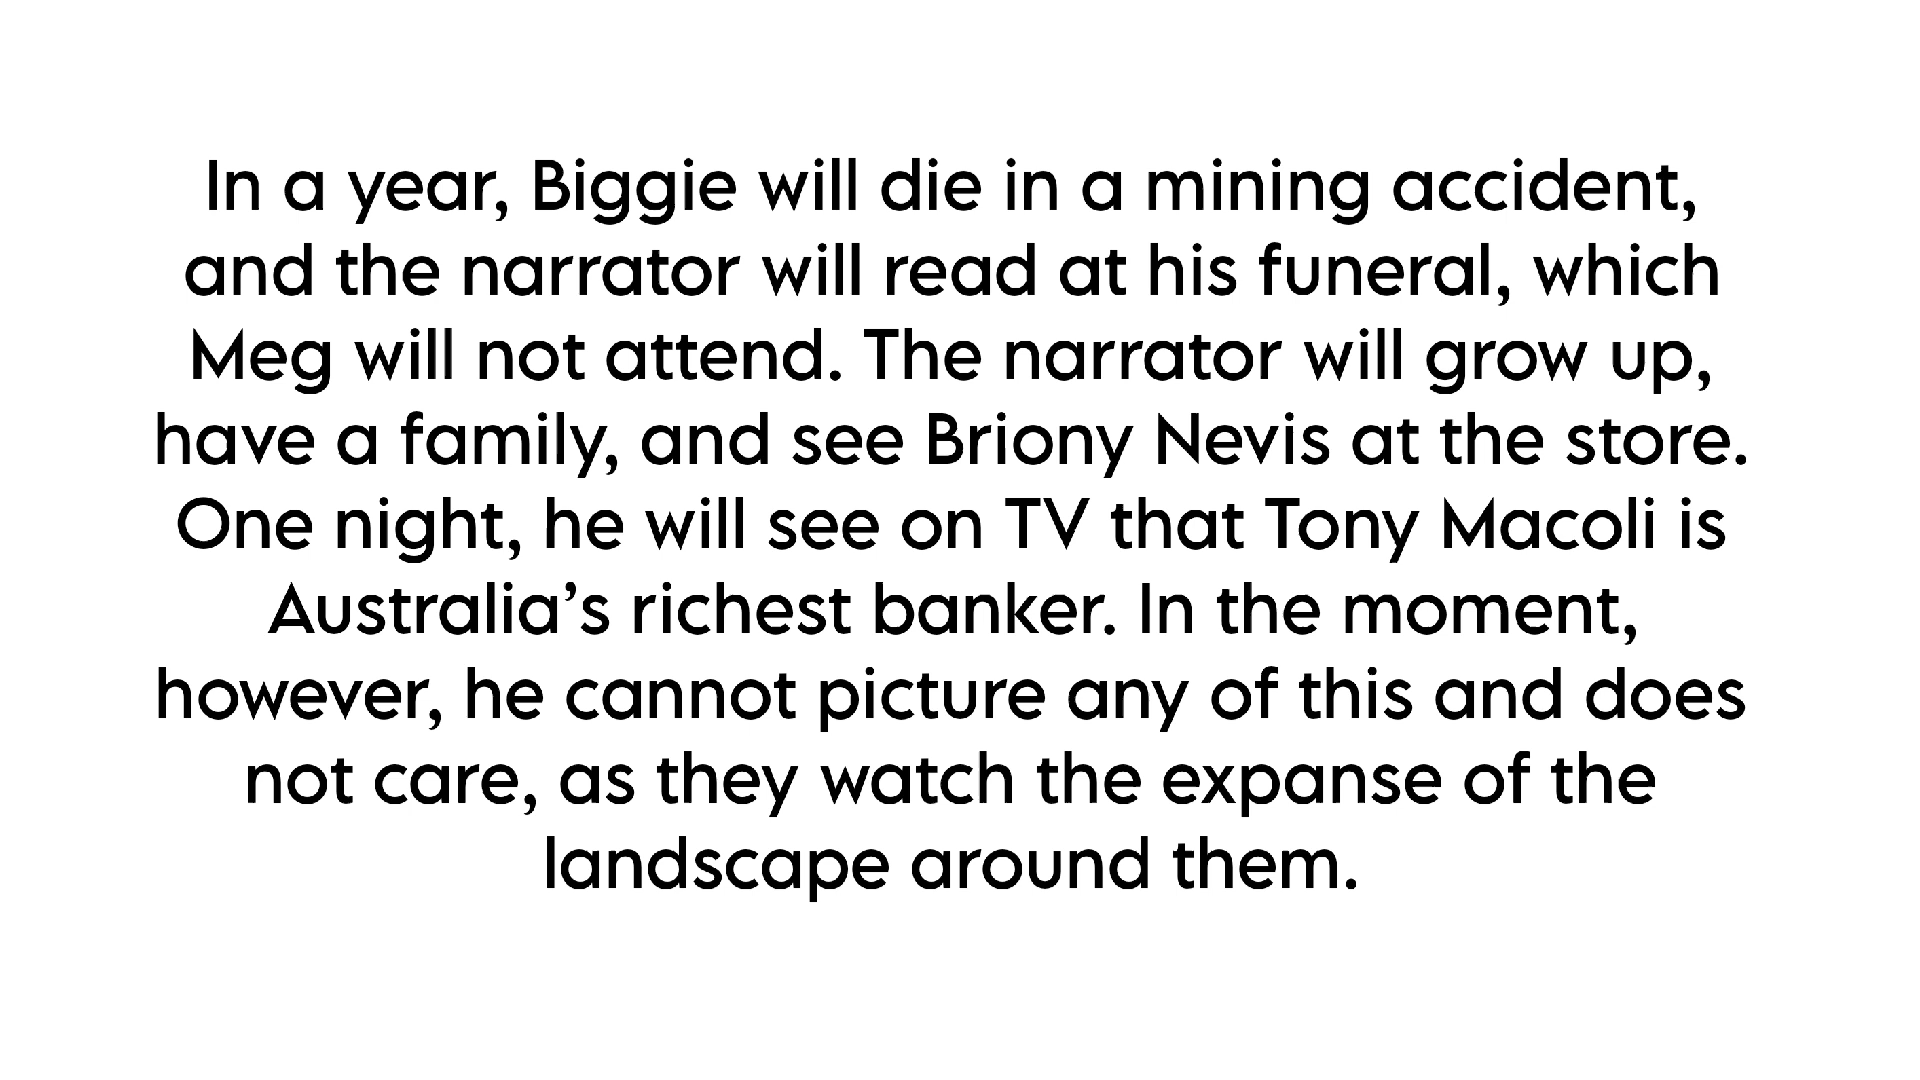 In a year, Biggie will die in a mining accident,
and the narrator will read at his funeral, which
Meg will not attend. The narrator will grow up,
have a family, and see Briony Nevis at the store.
One night, he will see on TV that Tony Macoli is
Australia’s richest banker. In the moment,
however, he cannot picture any of this and does
not care, as they watch the expanse of the
landscape around them.